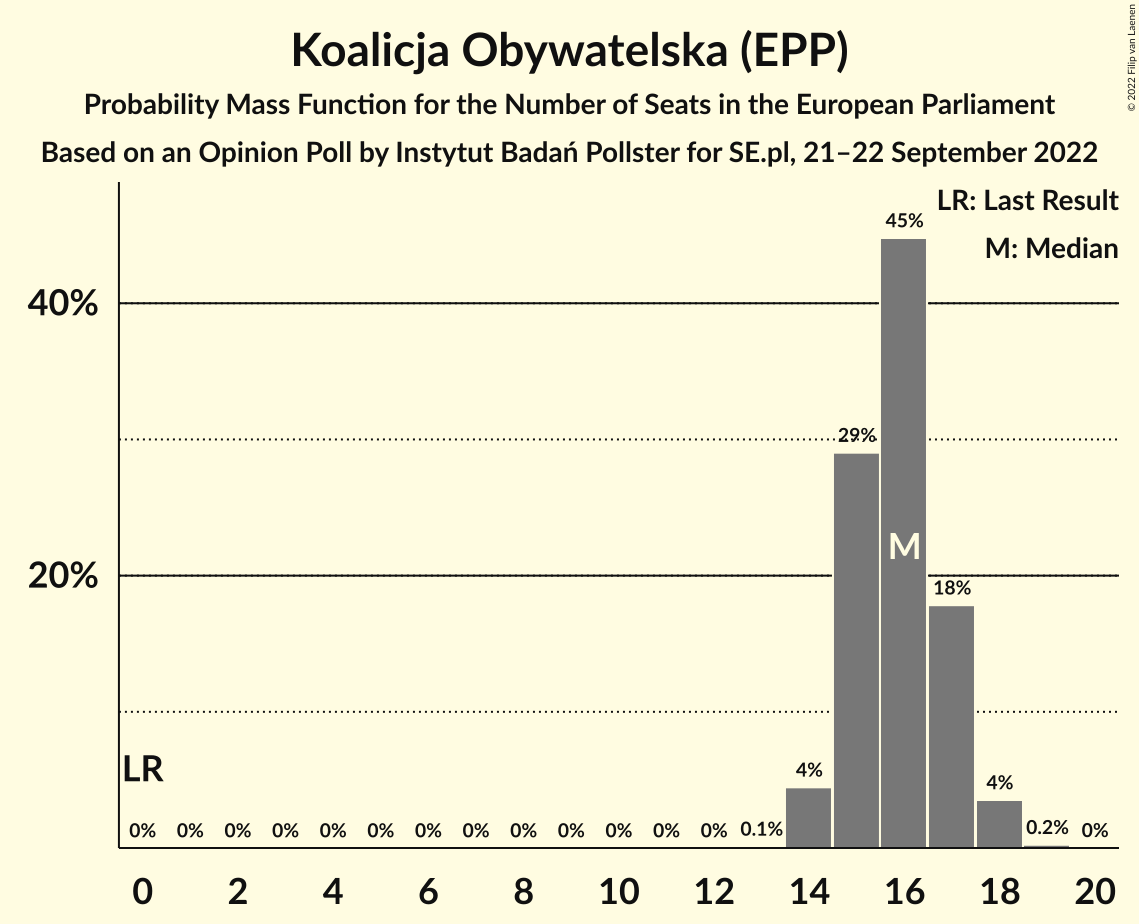 Koalicja Obywatelska (EPP)
Probability Mass Function for the Number of Seats in the European Parliament
Based on an Opinion Poll by Instytut Badań Pollster for SE.pl, 21–22 September 2022
© 2022 Filip van Laenen
LR: Last Result
M: Median
45%
40%
29%
M
20%
18%
LR
4%
4%
0% 0% 0% 0% 0% 0% 0% 0% 0% 0% 0% 0% 0% 0.1% 0.2% 0%
0 2 4 6 8 10 12 14 16 18 20